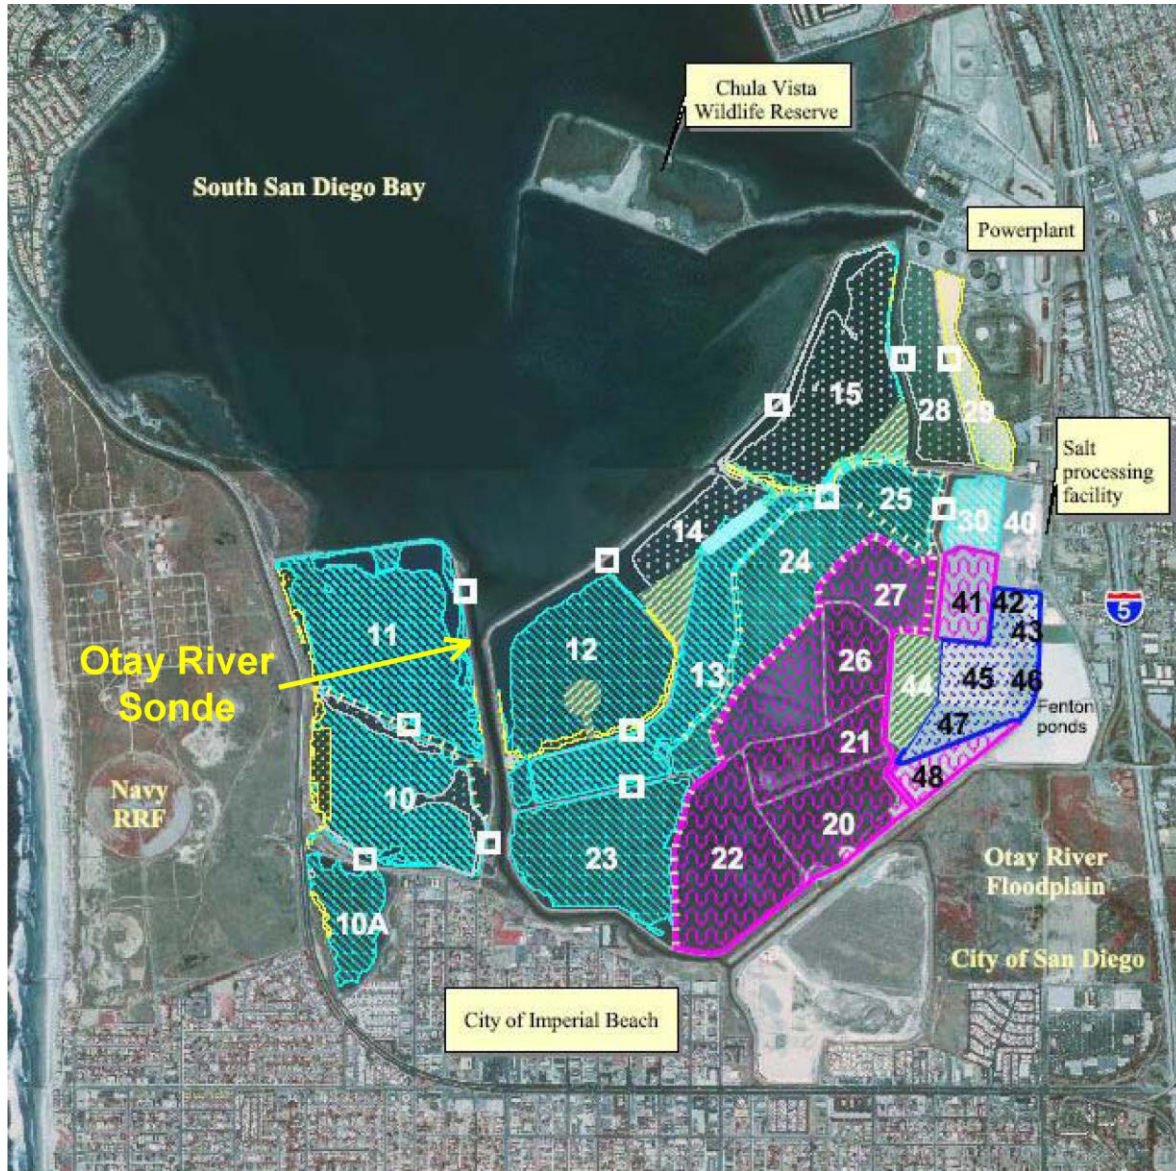 Chula Vista
Wildlife Reserve
South San Diego Bay
Powerplant
15
28
29
Salt
processing
facility
25
30
40
14
24
5
27
41
42
43
11
12
Otay River
Sonde
13
26
44
45
46
Fenton
ponds
47
21
48
Navy
RRF
10
20
22
23
Otay River
Floodplain
10A
City of San Diego
City of Imperial Beach